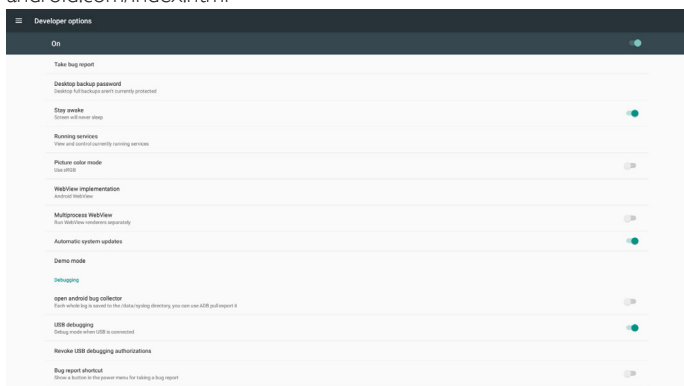 android.com/index.html
Developer options
On
Take bug report
Desktop backup password
Desktop full backups aren't currently protected
Stay awake
Screen will never sleep
Running services
View and control currently running services
Picture color mode
Use sRGB
WebView implementation
Android WebView
Multiprocess WebView
Run WebView renderers separately
Automatic system updates
Demo mode
Debugging
open android bug collector
Each whole log is saved to the /data/syslog directory, you can use ADB pull report it
USB debugging
Debug mode when USB is connected
Revoke USB debugging authorizations
Bug report shortcut
Show a button in the power menu for taking a bug report